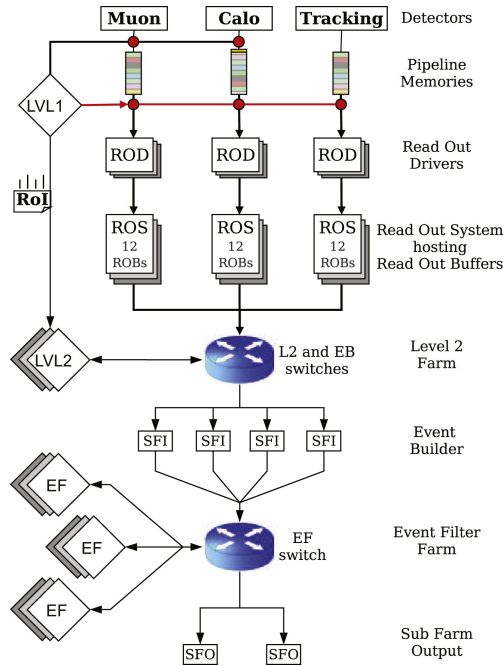 Muon Calo Tracking Detectors
Pipeline
Memories
LVL1
ROD ROD ROD Read Out
Drivers
RoI
ROS ROS ROS Read Out System
12 12 12 hosting
ROBs ROBs ROBs Read Out Buffers
LVL2 L2 and EB Level 2
switches Farm
SFI SFI SFI SFI Event
Builder
EF
EF EF Event Filter
switch Farm
EF
SFO SFO Sub Farm
Output